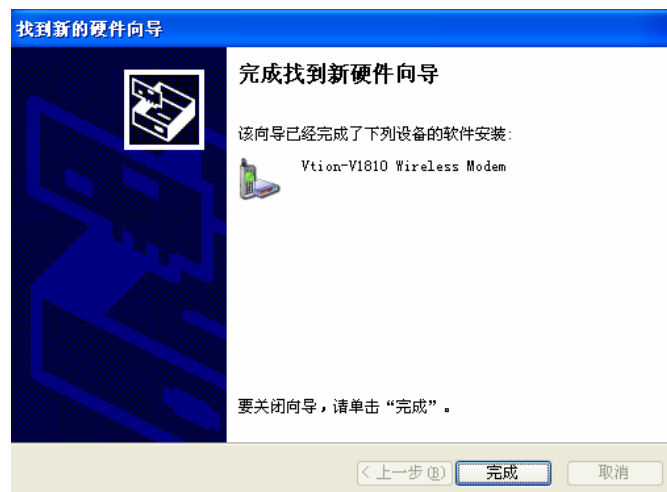 找到新的硬件向导
完成找到新硬件向导
该向导已经完成了下列设备的软件安装:
Vtion-V1810 Wireless Modem
要关闭向导，请单击“完成”。
< 上一步(B) 完成 取消